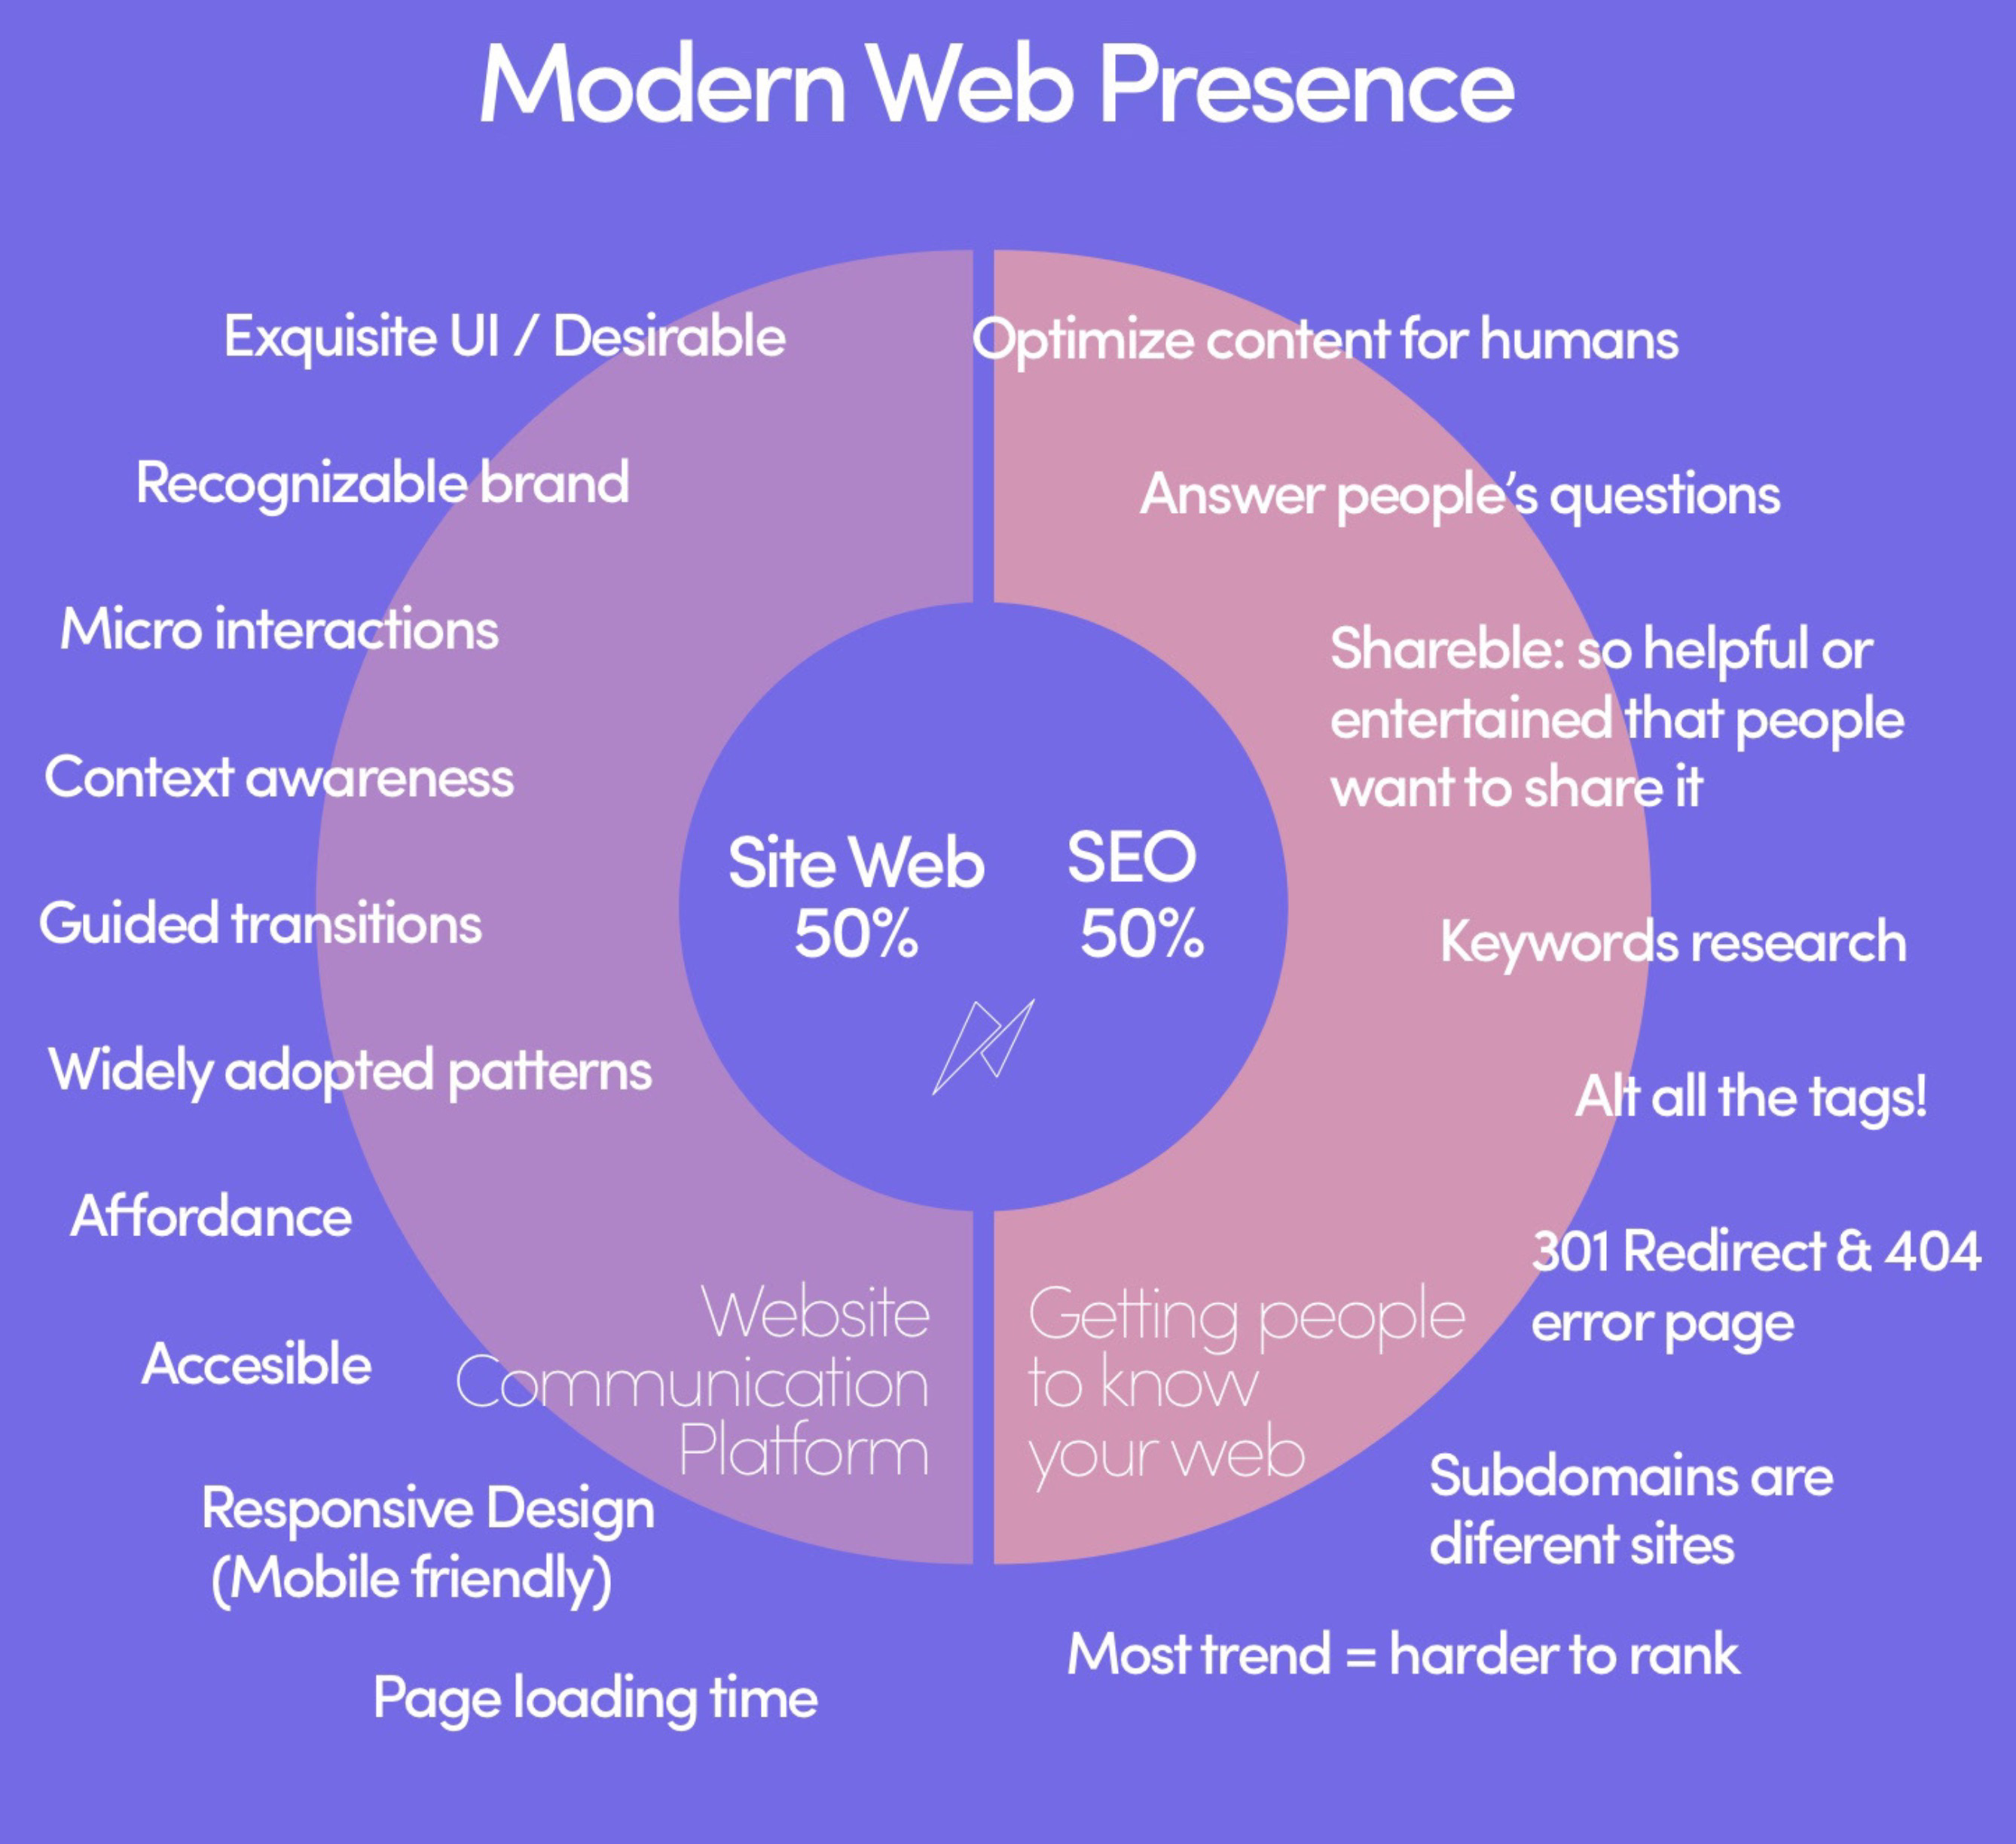 Modern Web Presence
Exquisite UI / Desirable
Recognizable brand
Micro interactions
Context awareness
Guided transitions
Widely adopted patterns
Affordance
Accesible
Responsive Design
(Mobile friendly)
Page loading time
Site Web
50%
SEO
50%
Website
Communication
Platform
Getting people
to know
your web
Optimize content for humans
Answer people’s questions
Shareble: so helpful or
entertained that people
want to share it
Keywords research
Alt all the tags!
301 Redirect & 404
error page
Subdomains are
diferent sites
Most trend = harder to rank